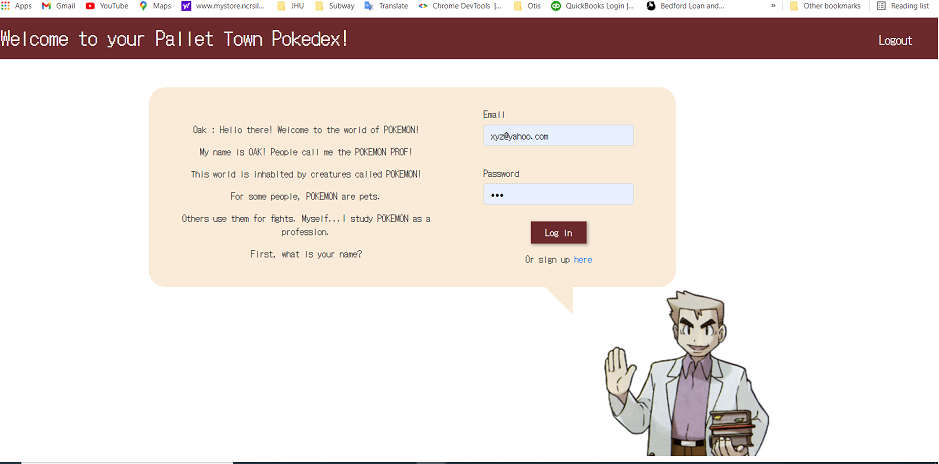 Apps Gmail YouTube Maps www.mystore.ncrsil... JHU Subway Translate Chrome DevTools |... Otis QuickBooks Login |... Bedford Loan and... » Other bookmarks Reading list
Welcome to your Pallet Town Pokedex!
Logout
Oak : Hello there! Welcome to the world of POKEMON!
My name is OAK! People call me the POKEMON PROF!
This world is inhabited by creatures called POKEMON!
For some people, POKEMON are pets.
Others use them for fights. Myself...I study POKEMON as a
profession.
First, what is your name?
Email
xyz@yahoo.com
Password
•••
Log In
Or sign up here